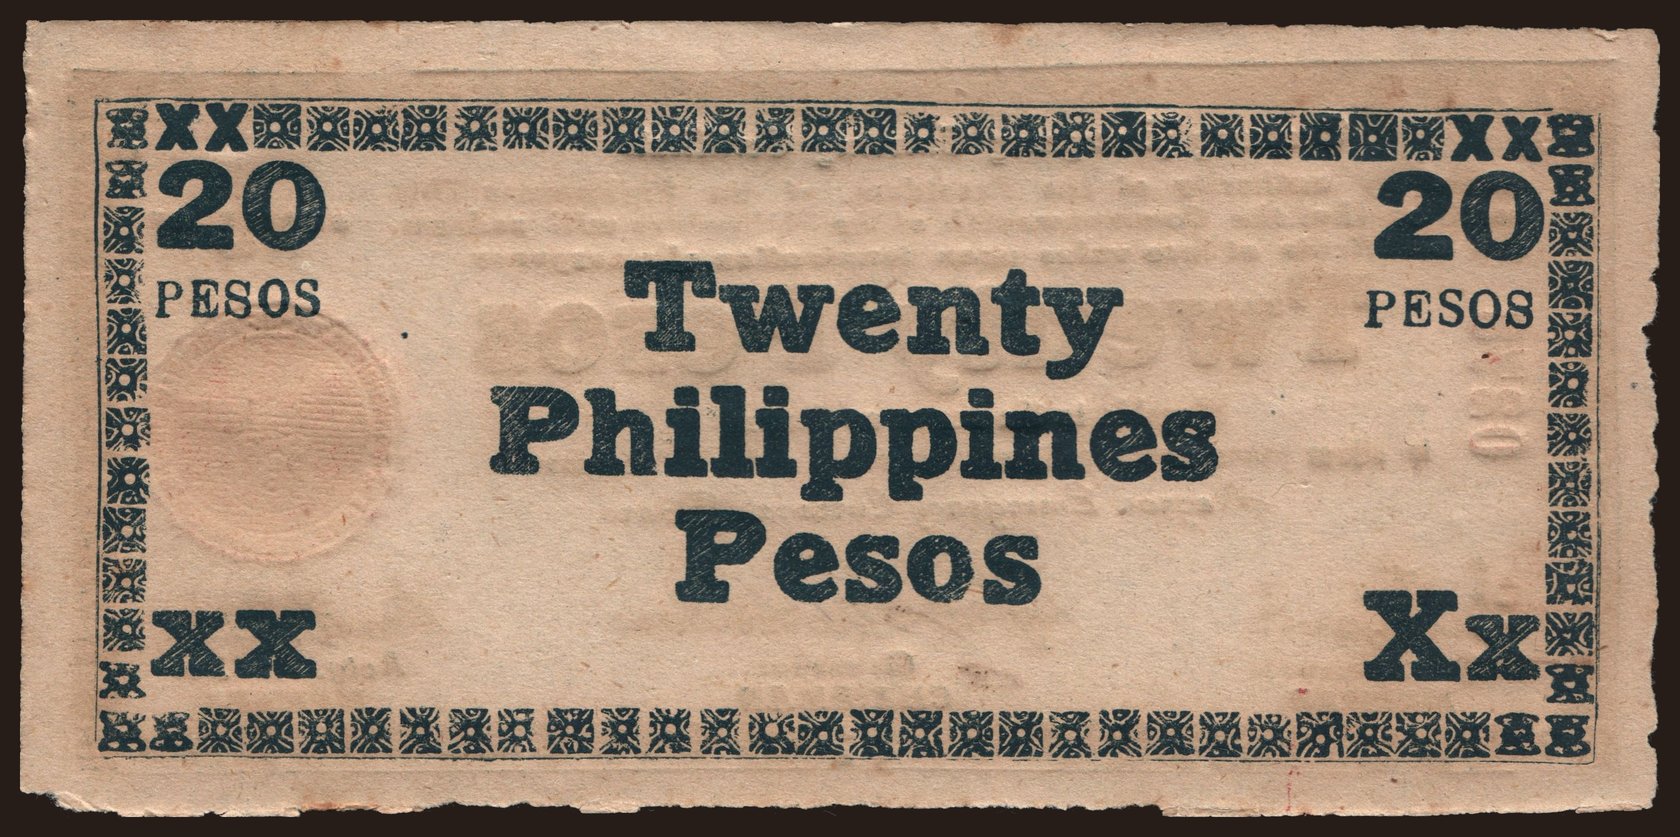 XX XX
20 20
PESOS PESOS
Twenty
Philippines
Pesos
XX Xx